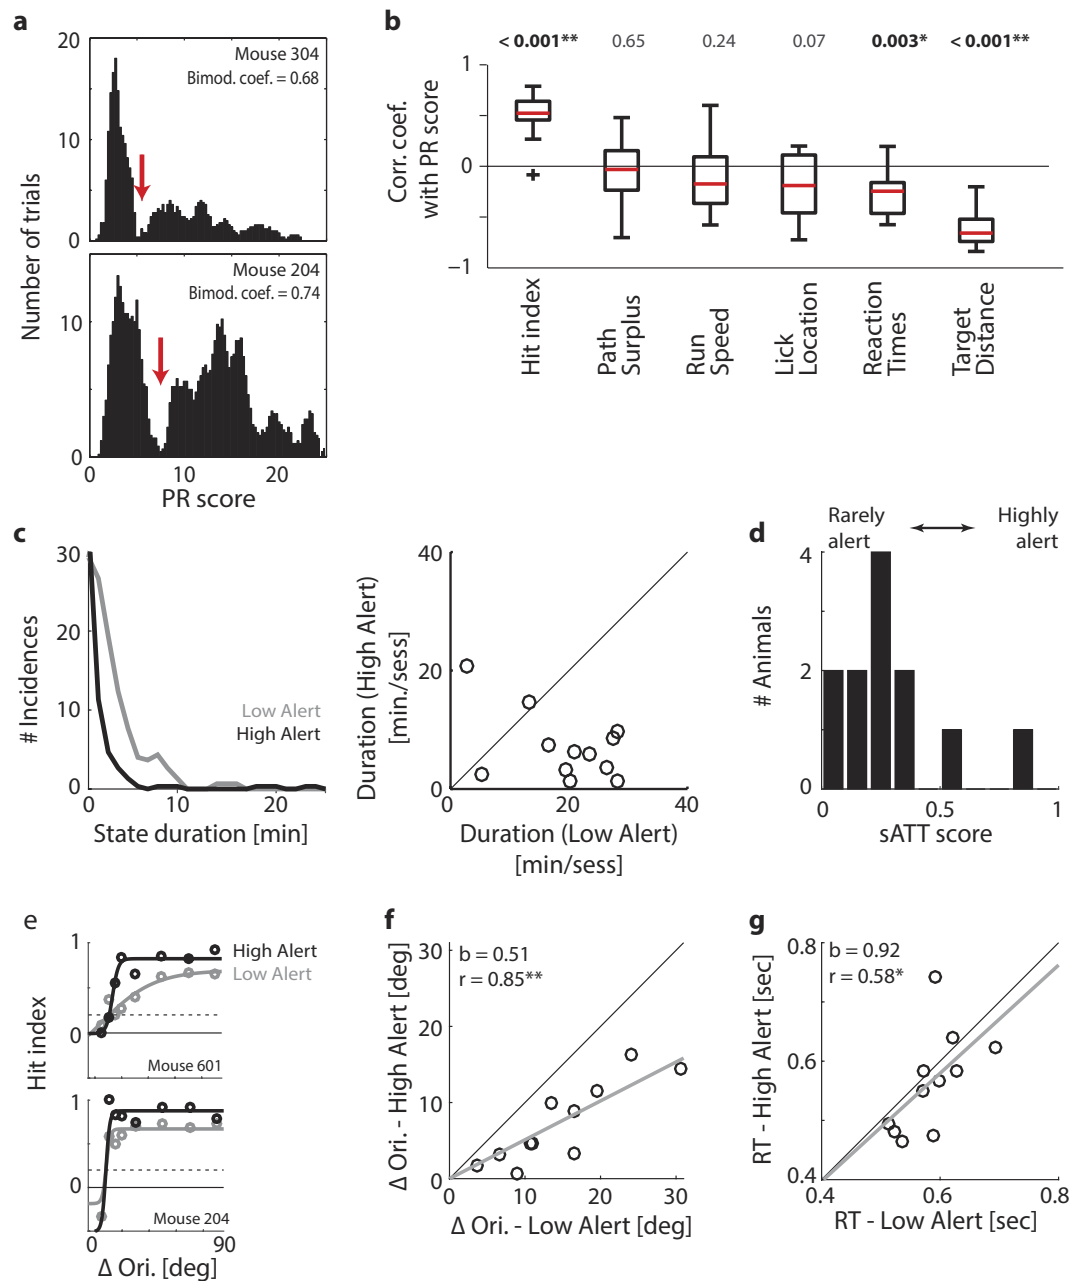 a
20
10
0
Number of trials
Mouse 304
Bimod. coef. = 0.68
Mouse 204
Bimod. coef. = 0.74
10
0
0 10 20
PR score
b
< 0.001** 0.65 0.24 0.07 0.003* < 0.001**
1
0
−1
Corr. coef.
with PR score
Hit index
Path
Surplus
Run
Speed
Lick
Location
Reaction
Times
Target
Distance
c
30
20
10
0
# Incidences
Low Alert
High Alert
0 10 20
State duration [min]
40
20
0
Duration (High Alert)
[min./sess]
0 20 40
Duration (Low Alert)
[min/sess]
d
Rarely
alert
Highly
alert
4
2
0
# Animals
0 0.5 1
sATT score
e
1
0
High Alert
Low Alert
Mouse 601
Hit index
1
0
Mouse 204
0 90
Δ Ori. [deg]
f
30
20
10
0
b = 0.51
r = 0.85**
Δ Ori. - High Alert [deg]
0 10 20 30
Δ Ori. - Low Alert [deg]
g
0.8
0.6
0.4
b = 0.92
r = 0.58*
RT - High Alert [sec]
0.4 0.6 0.8
RT - Low Alert [sec]